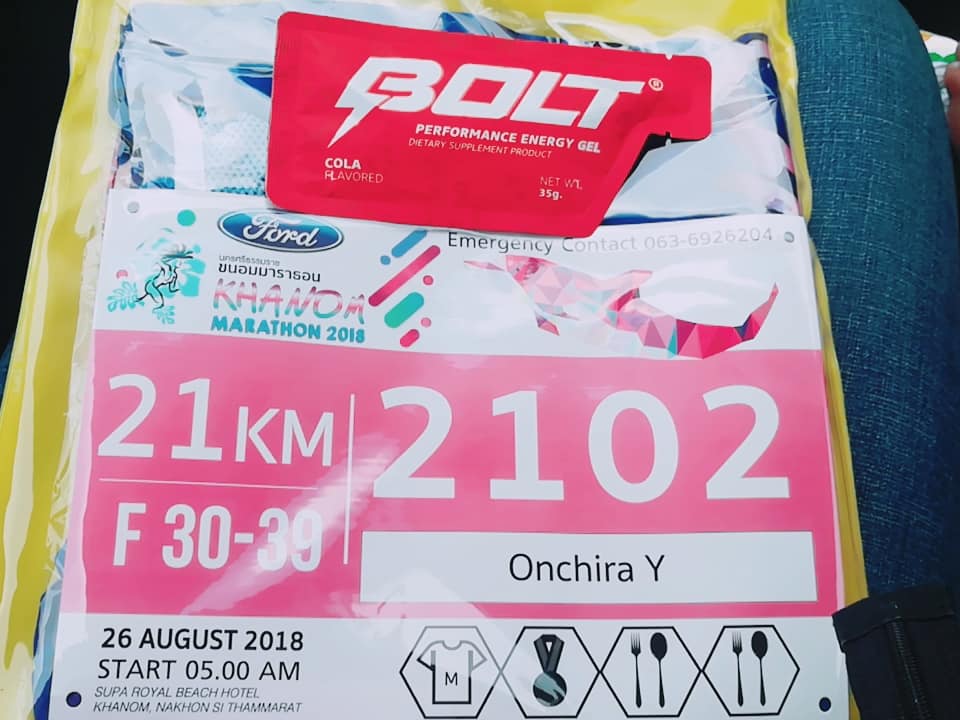 BOLT®
PERFORMANCE ENERGY GEL
DIETARY SUPPLEMENT PRODUCT
COLA
FLAVORED
NET WT.
35g.
Ford
Emergency Contact 063-6926204
นครศรีธรรมราช
ขนอมมาราธอน
KHANOM
MARATHON 2018
21KM
2102
F 30-39
Onchira Y
26 AUGUST 2018
START 05.00 AM
SUPA ROYAL BEACH HOTEL
KHANOM, NAKHON SI THAMMARAT
M